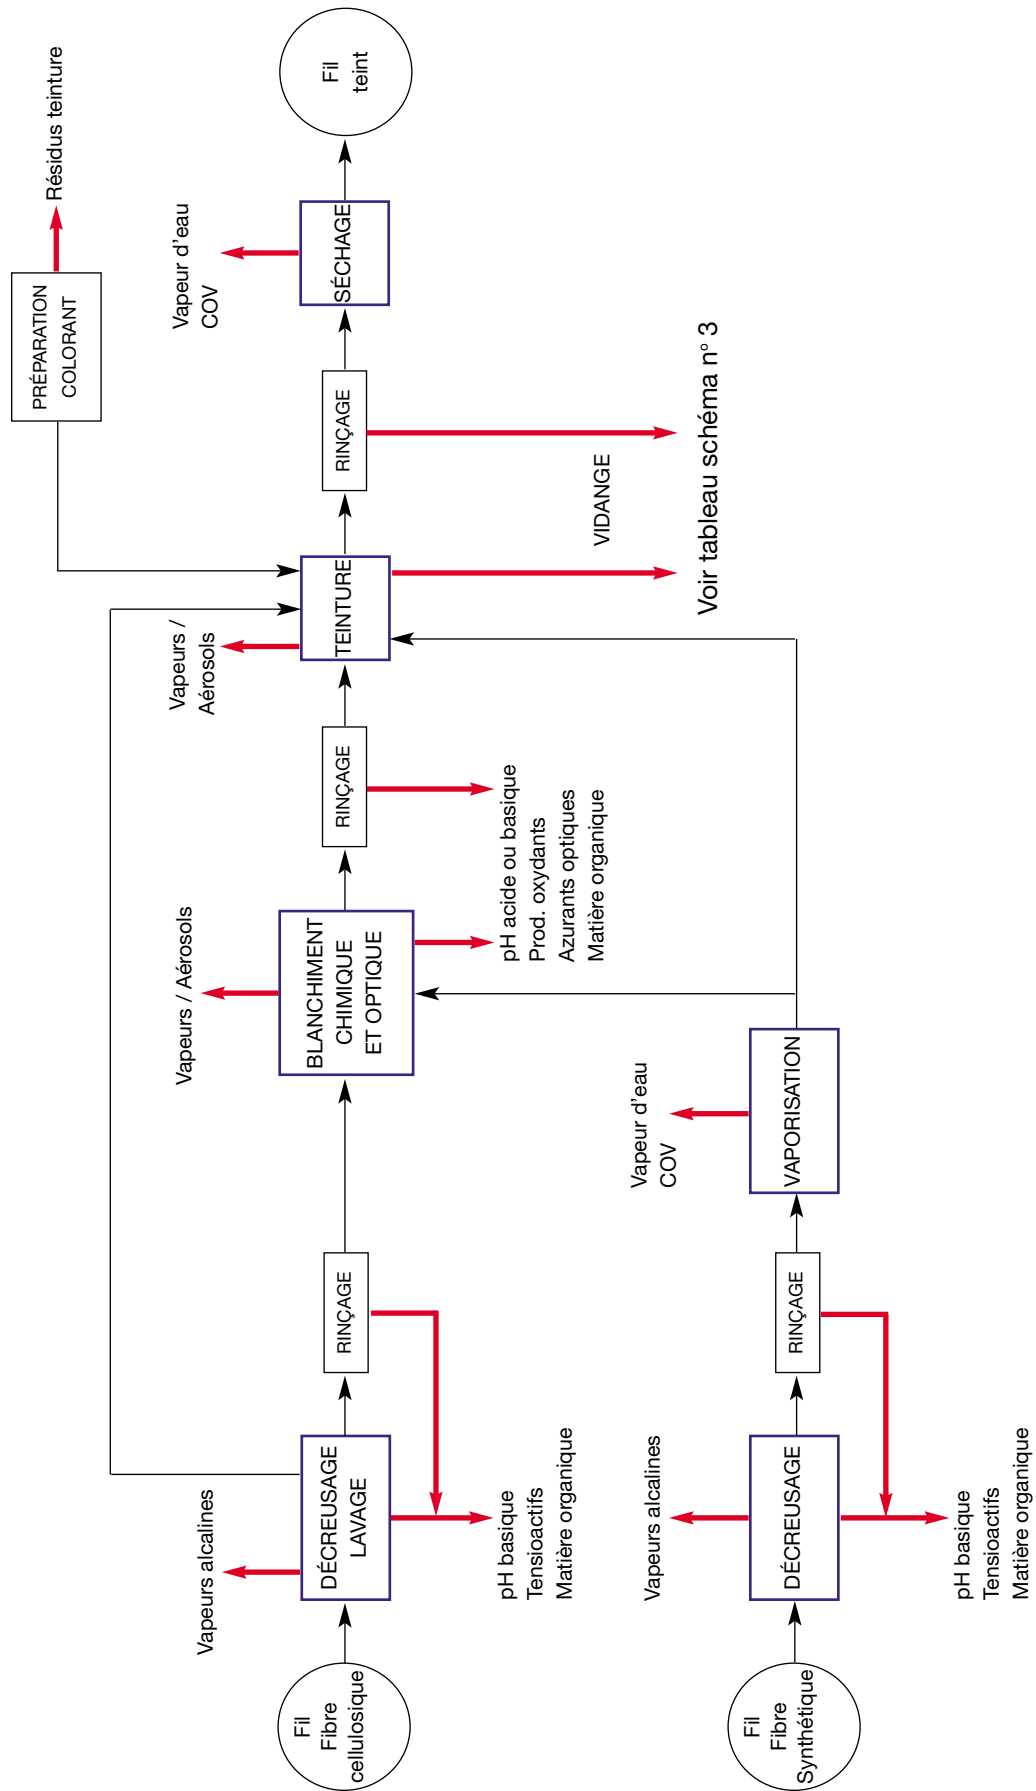 Fil
Fibre
cellulosique
Vapeurs alcalines
DÉCREUSAGE
LAVAGE
pH basique
Tensioactifs
Matière organique
RINÇAGE
Vapeurs / Aérosols
BLANCHIMENT
CHIMIQUE
ET OPTIQUE
pH acide ou basique
Prod. oxydants
Azurants optiques
Matière organique
RINÇAGE
Vapeurs /
Aérosols
TEINTURE
PRÉPARATION
COLORANT
Résidus teinture
VIDANGE
Voir tableau schéma n° 3
RINÇAGE
Vapeur d'eau
COV
SÉCHAGE
Fil
teint
Fil
Fibre
Synthétique
Vapeurs alcalines
DÉCREUSAGE
pH basique
Tensioactifs
Matière organique
RINÇAGE
Vapeur d'eau
COV
VAPORISATION